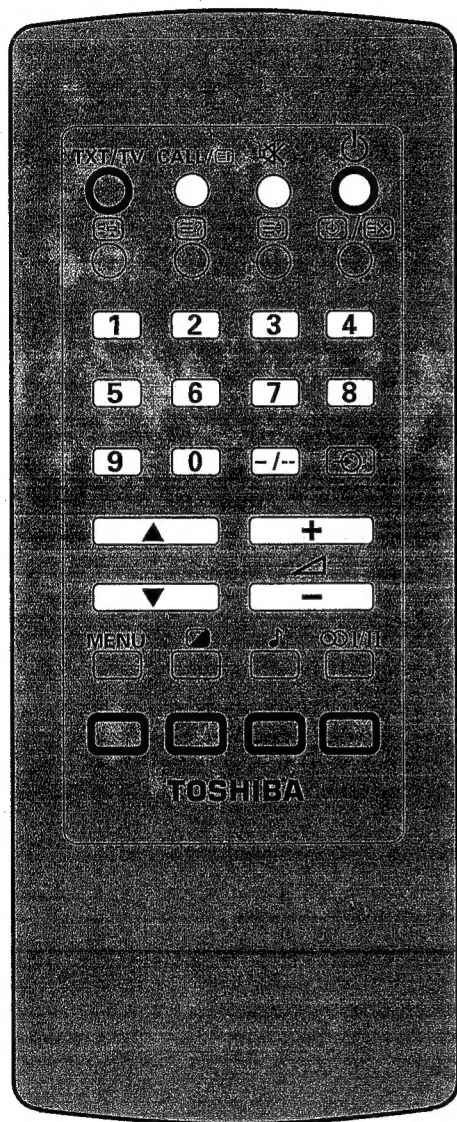 TXT/TV CALL/
1 2 3 4
5 6 7 8
9 0 -/--
+
−
MENU I/II
TOSHIBA